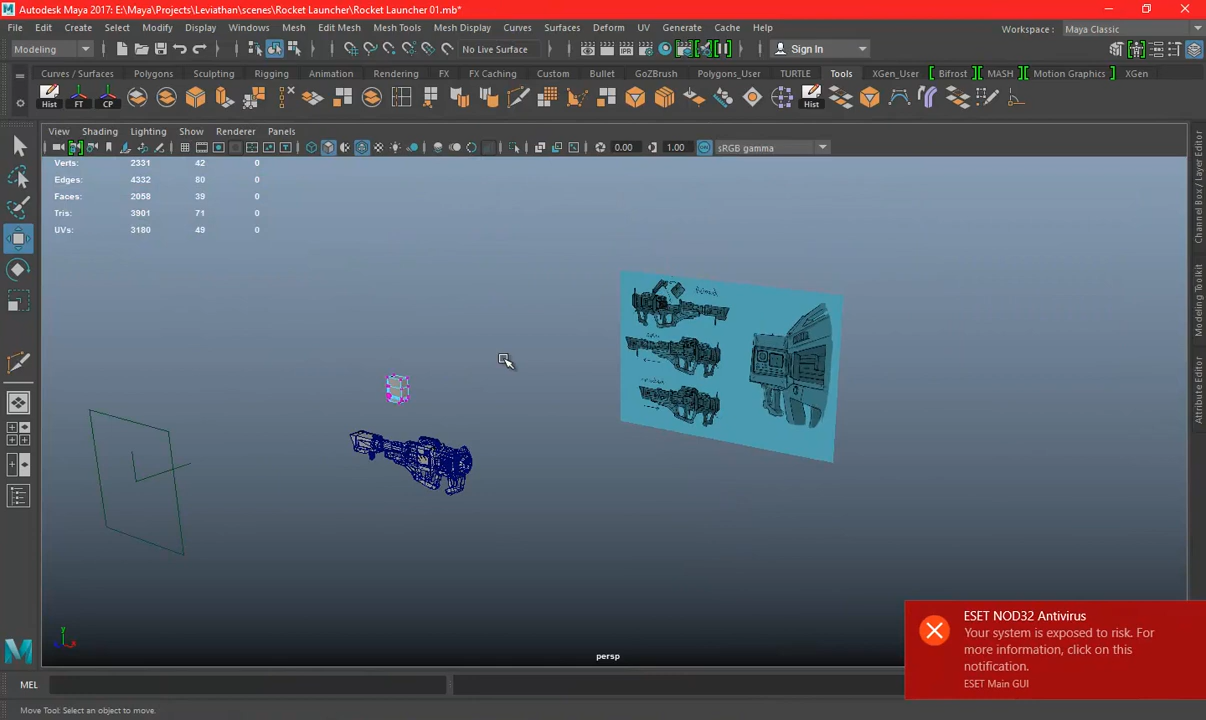 Autodesk Maya 2017: E:\Maya\Projects\Leviathan\scenes\Rocket Launcher\Rocket Launcher 01.mb*
File Edit Create Select Modify Display Windows Mesh Edit Mesh Mesh Tools Mesh Display Curves Surfaces Deform UV Generate Cache Help
Workspace : Maya Classic
Modeling No Live Surface Sign In
Curves / Surfaces Polygons Sculpting Rigging Animation Rendering FX FX Caching Custom Bullet GoZBrush Polygons_User TURTLE Tools XGen_User Bifrost MASH Motion Graphics XGen
Hist FT CP Hist
View Shading Lighting Show Renderer Panels
0.00 1.00 sRGB gamma
Verts: 2331 42 0
Edges: 4332 80 0
Faces: 2058 39 0
Tris: 3901 71 0
UVs: 3180 49 0
Channel Box / Layer Editor
Modeling Toolkit
Attribute Editor
ESET NOD32 Antivirus
Your system is exposed to risk. For
more information, click on this
notification.
ESET Main GUI
y
persp
MEL
Move Tool: Select an object to move.